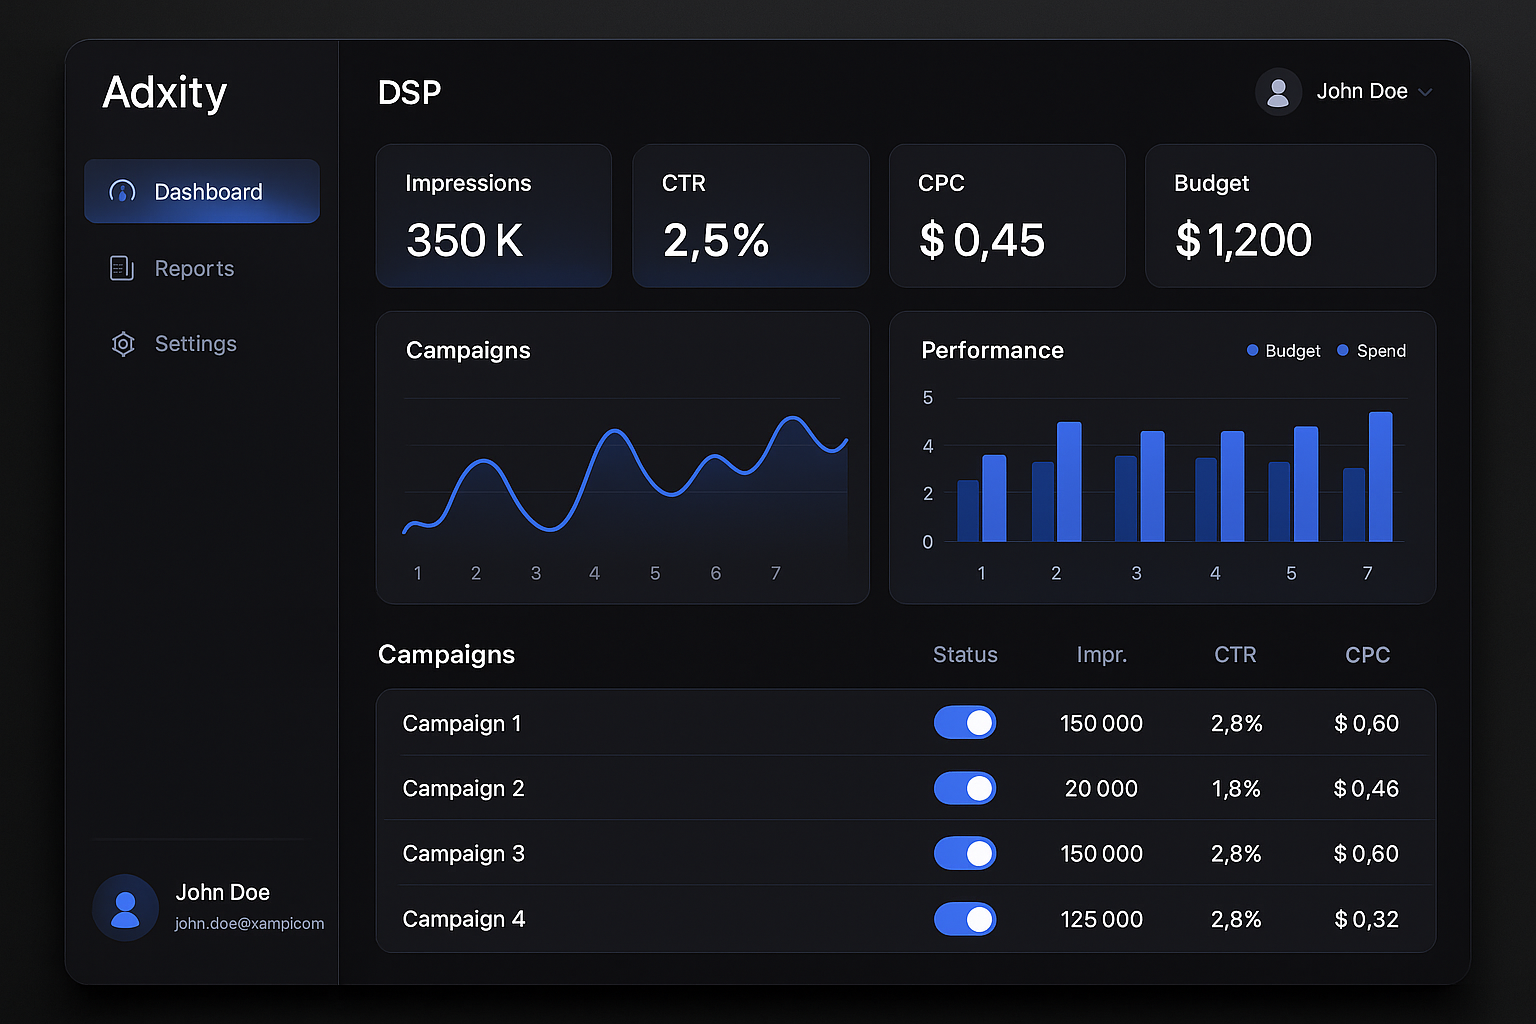 Adxity
DSP
John Doe
Dashboard
Reports
Settings
Impressions
350 K
CTR
2,5%
CPC
$ 0,45
Budget
$ 1,200
Campaigns
1 2 3 4 5 6 7
Performance
Budget Spend
5
4
2
0
1 2 3 4 5 7
Campaigns Status Impr. CTR CPC
Campaign 1 150 000 2,8% $ 0,60
Campaign 2 20 000 1,8% $ 0,46
Campaign 3 150 000 2,8% $ 0,60
Campaign 4 125 000 2,8% $ 0,32
John Doe
john.doe@xampicom